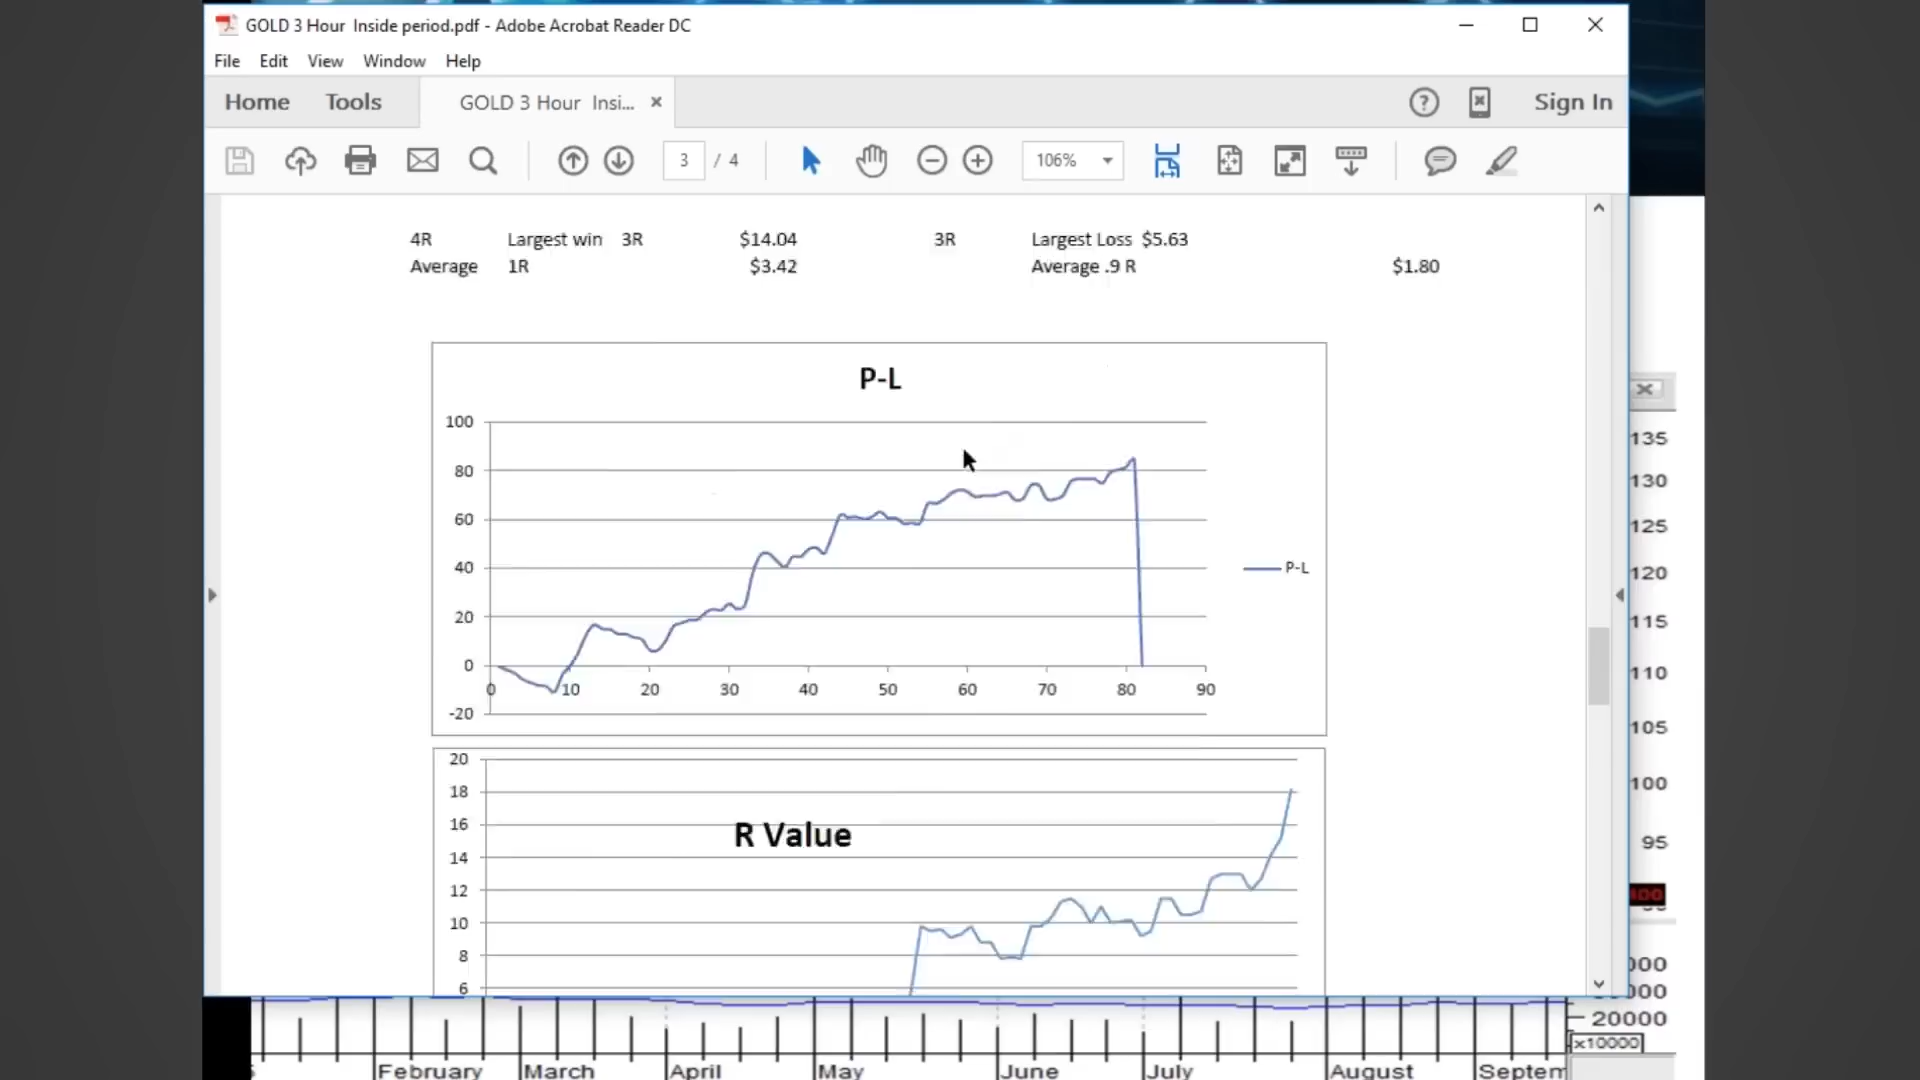 GOLD 3 Hour Inside period.pdf - Adobe Acrobat Reader DC
File Edit View Window Help
Home Tools GOLD 3 Hour Insi... Sign In
3 / 4 106%
4R Largest win 3R $14.04 3R Largest Loss $5.63
Average 1R $3.42 Average .9 R $1.80
P-L
100
80
60
40
20
0
-20
0 10 20 30 40 50 60 70 80 90
P-L
R Value
20
18
16
14
12
10
8
6
135
130
125
120
115
110
105
100
95
000
000
20000
x10000
February March April May June July August Septem